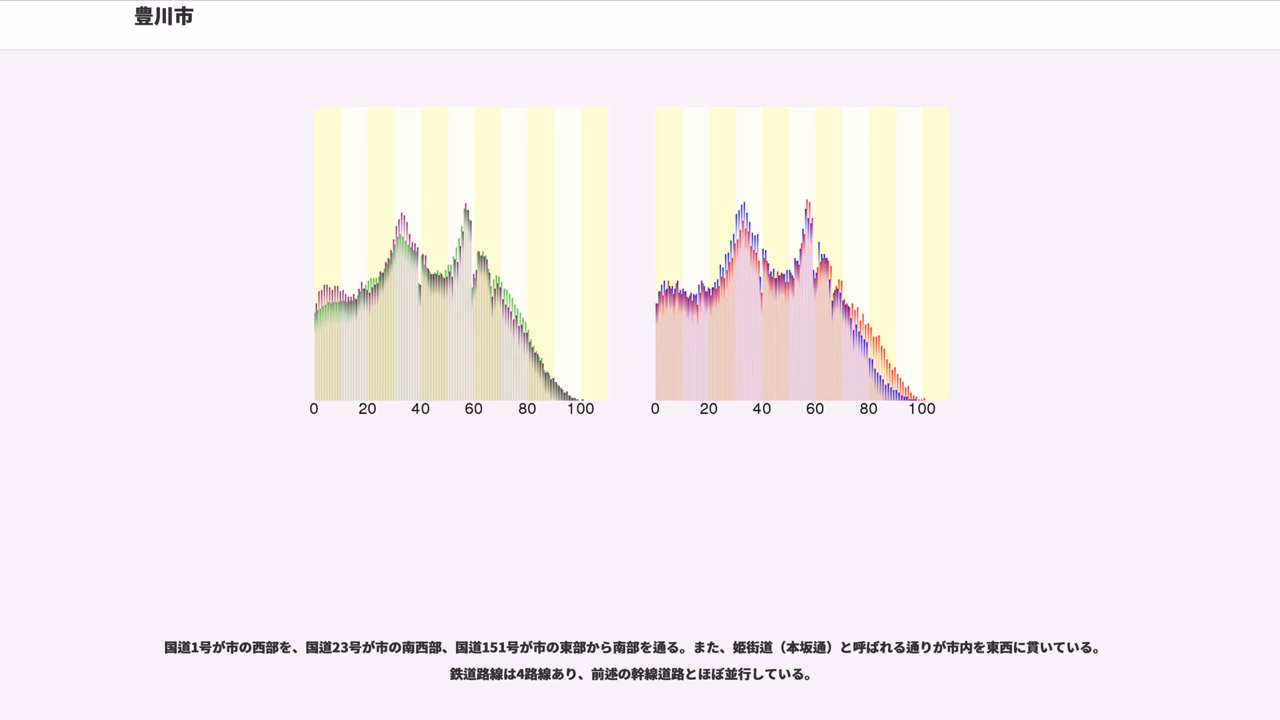 豊川市
0 20 40 60 80 100
0 20 40 60 80 100
国道1号が市の西部を、国道23号が市の南西部、国道151号が市の東部から南部を通る。また、姫街道（本坂通）と呼ばれる通りが市内を東西に貫いている。
鉄道路線は4路線あり、前述の幹線道路とほぼ並行している。